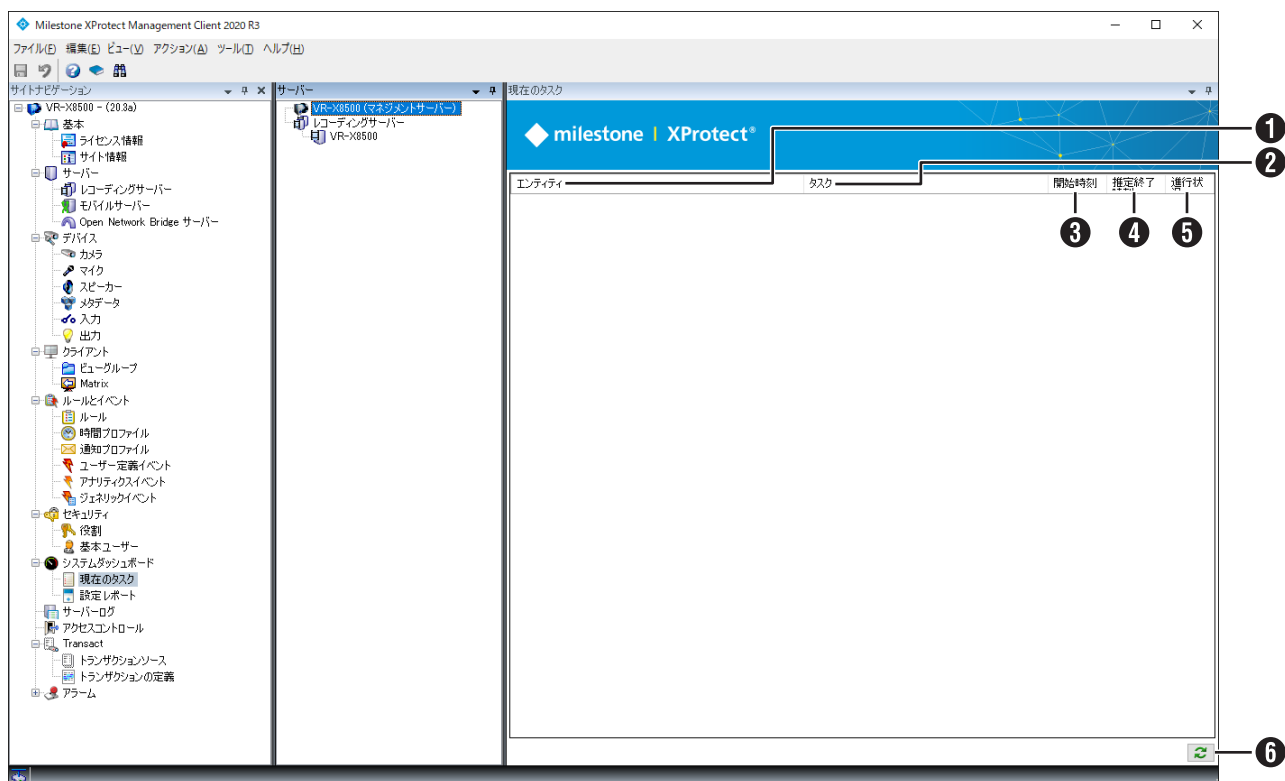 Milestone XProtect Management Client 2020 R3
ファイル(F) 編集(E) ビュー(V) アクション(A) ツール(T) ヘルプ(H)
サイトナビゲーション
VR-X8500 - (20.3a)
基本
ライセンス情報
サイト情報
サーバー
レコーディングサーバー
モバイルサーバー
Open Network Bridge サーバー
デバイス
カメラ
マイク
スピーカー
メタデータ
入力
出力
クライアント
ビューグループ
Matrix
ルールとイベント
ルール
時間プロファイル
通知プロファイル
ユーザー定義イベント
アナリティクスイベント
ジェネリックイベント
セキュリティ
役割
基本ユーザー
システムダッシュボード
現在のタスク
設定レポート
サーバーログ
アクセスコントロール
Transact
トランザクションソース
トランザクションの定義
アラーム
サーバー
VR-X8500 (マネジメントサーバー)
レコーディングサーバー
VR-X8500
現在のタスク
milestone XProtect®
エンティティ タスク 開始時刻 推定終了 進行状
1
2
3 4 5
6